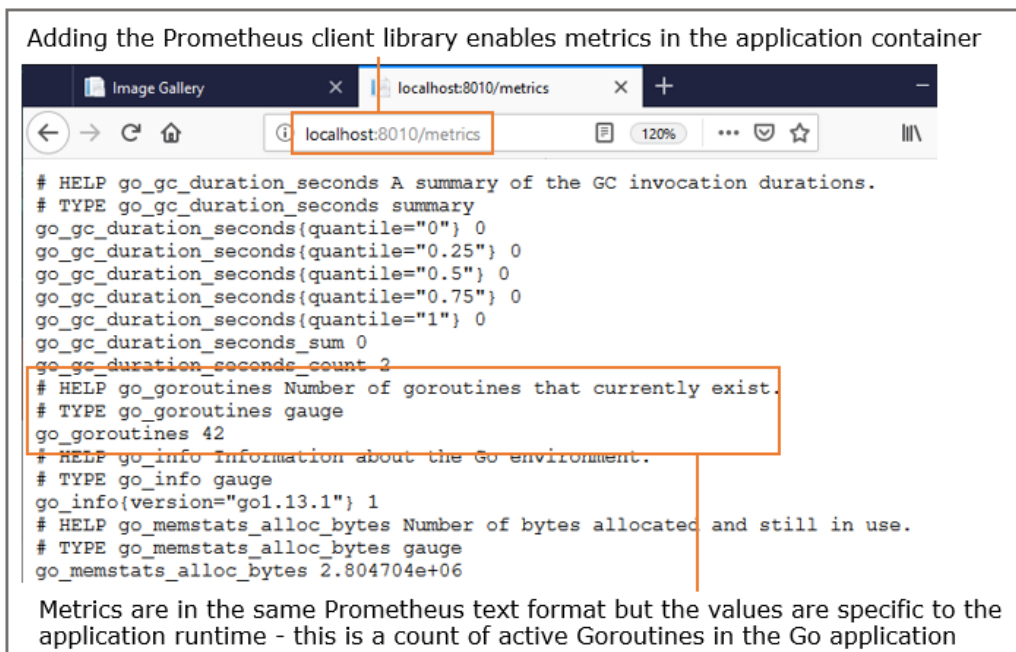 Adding the Prometheus client library enables metrics in the application container
Image Gallery
localhost:8010/metrics
localhost:8010/metrics
120%
# HELP go_gc_duration_seconds A summary of the GC invocation durations.
# TYPE go_gc_duration_seconds summary
go_gc_duration_seconds{quantile="0"} 0
go_gc_duration_seconds{quantile="0.25"} 0
go_gc_duration_seconds{quantile="0.5"} 0
go_gc_duration_seconds{quantile="0.75"} 0
go_gc_duration_seconds{quantile="1"} 0
go_gc_duration_seconds_sum 0
go_gc_duration_seconds_count 2
# HELP go_goroutines Number of goroutines that currently exist.
# TYPE go_goroutines gauge
go_goroutines 42
# HELP go_info Information about the Go environment.
# TYPE go_info gauge
go_info{version="go1.13.1"} 1
# HELP go_memstats_alloc_bytes Number of bytes allocated and still in use.
# TYPE go_memstats_alloc_bytes gauge
go_memstats_alloc_bytes 2.804704e+06
Metrics are in the same Prometheus text format but the values are specific to the
application runtime - this is a count of active Goroutines in the Go application